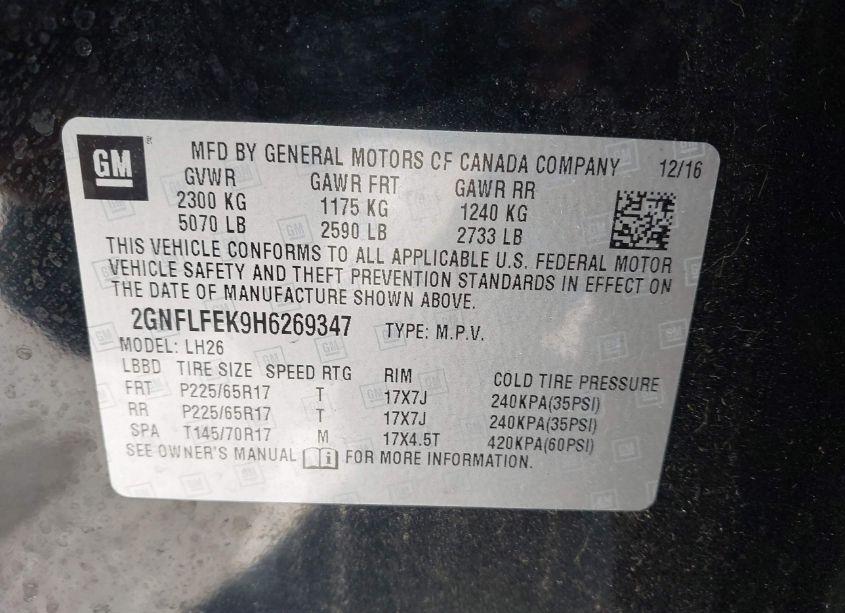 GM
MFD BY GENERAL MOTORS OF CANADA COMPANY 12/16
GVWR GAWR FRT GAWR RR
2300 KG 1175 KG 1240 KG
5070 LB 2590 LB 2733 LB
THIS VEHICLE CONFORMS TO ALL APPLICABLE U.S. FEDERAL MOTOR
VEHICLE SAFETY AND THEFT PREVENTION STANDARDS IN EFFECT ON
THE DATE OF MANUFACTURE SHOWN ABOVE.
2GNFLFEK9H6269347 TYPE: M.P.V.
MODEL: LH26
LBBD TIRE SIZE SPEED RTG RIM COLD TIRE PRESSURE
FRT P225/65R17 T 17X7J 240KPA(35PSI)
RR P225/65R17 T 17X7J 240KPA(35PSI)
SPA T145/70R17 M 17X4.5T 420KPA(60PSI)
SEE OWNER'S MANUAL FOR MORE INFORMATION.